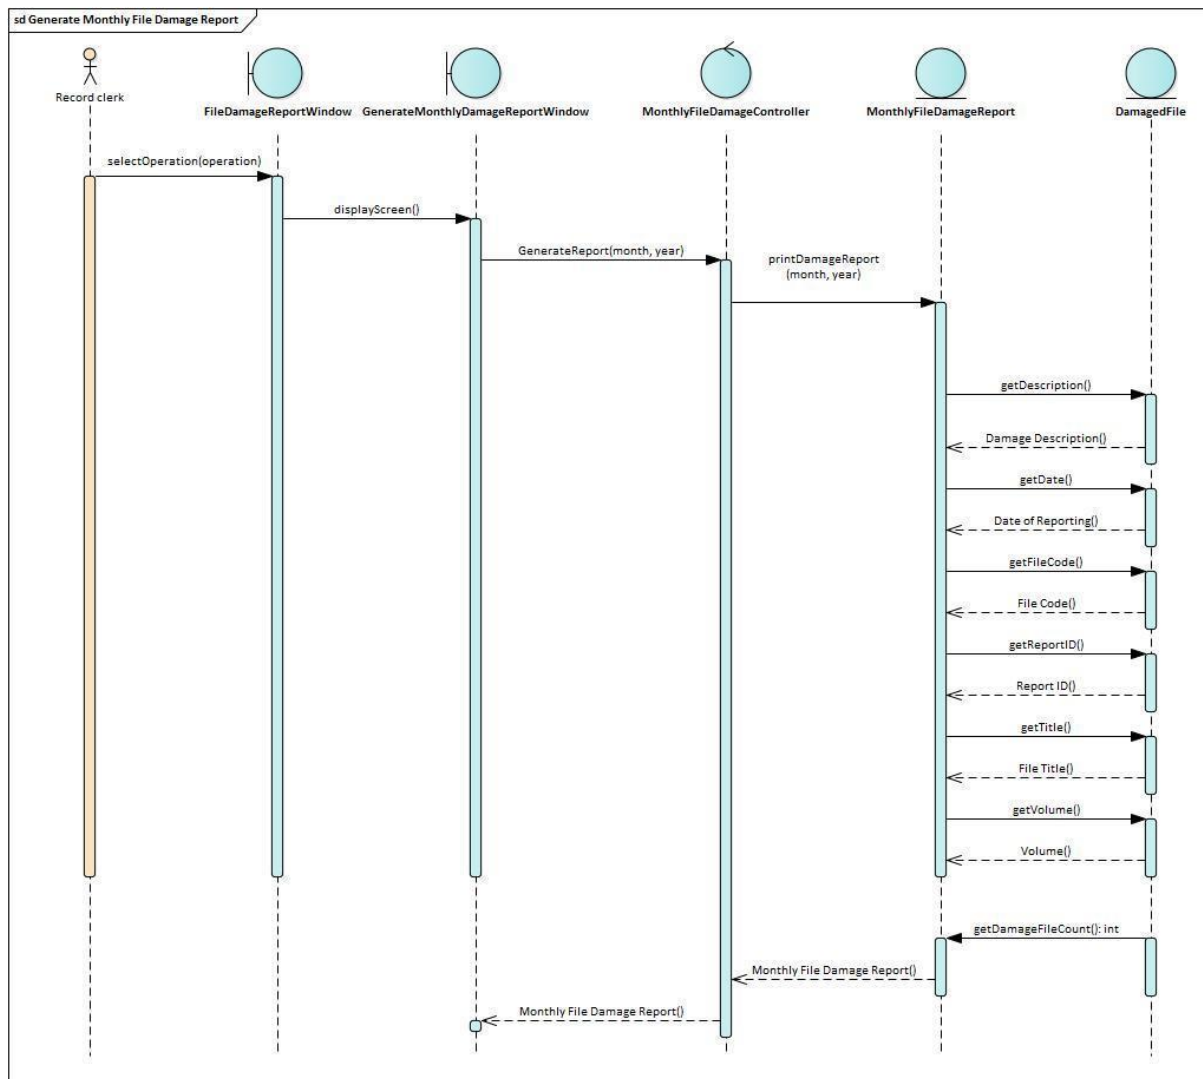 sd Generate Monthly File Damage Report
Record clerk
FileDamageReportWindow
GenerateMonthlyDamageReportWindow
MonthlyFileDamageController
MonthlyFileDamageReport
DamagedFile
selectOperation(operation)
displayScreen()
GenerateReport(month, year)
printDamageReport
(month, year)
getDescription()
Damage Description()
getDate()
Date of Reporting()
getFileCode()
File Code()
getReportID()
Report ID()
getTitle()
File Title()
getVolume()
Volume()
getDamageFileCount(): int
Monthly File Damage Report()
Monthly File Damage Report()